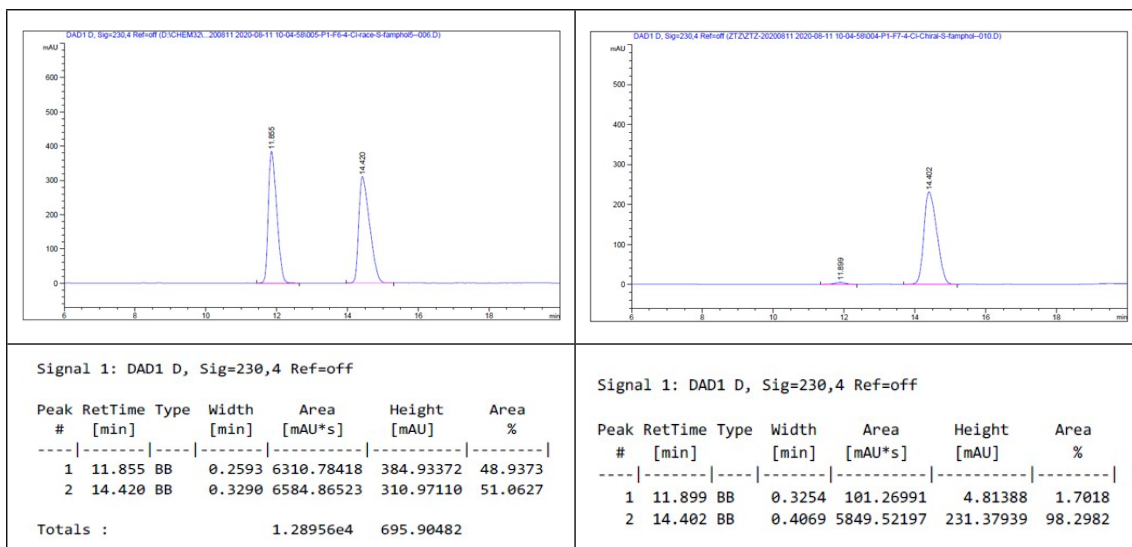 DAD1 D, Sig=230,4 Ref=off (D:\CHEM32\...200811 2020-08-11 10-04-58\005-P1-F6-4-Cl-race-S-famphol5--006.D)
mAU
600
500
400
300
200
100
0
11.855
14.420
6 8 10 12 14 16 18 min
DAD1 D, Sig=230,4 Ref=off (ZTZ\ZTZ-20200811 2020-08-11 10-04-58\004-P1-F7-4-Cl-Chiral-S-famphol--010.D)
mAU
500
400
300
200
100
0
11.899
14.402
6 8 10 12 14 16 18 min
Signal 1: DAD1 D, Sig=230,4 Ref=off
Peak RetTime Type Width Area Height Area
# [min] [min] [mAU*s] [mAU] %
----|-------|----|-------|----------|----------|--------|
1 11.855 BB 0.2593 6310.78418 384.93372 48.9373
2 14.420 BB 0.3290 6584.86523 310.97110 51.0627
Totals : 1.28956e4 695.90482
Signal 1: DAD1 D, Sig=230,4 Ref=off
Peak RetTime Type Width Area Height Area
# [min] [min] [mAU*s] [mAU] %
----|-------|----|-------|----------|----------|--------|
1 11.899 BB 0.3254 101.26991 4.81388 1.7018
2 14.402 BB 0.4069 5849.52197 231.37939 98.2982